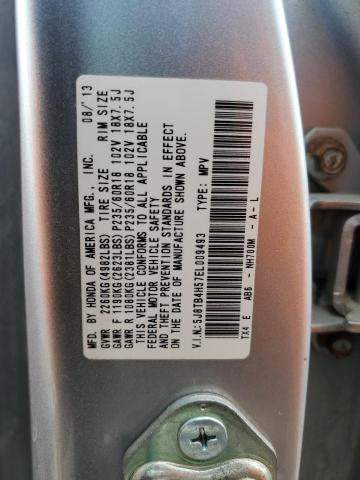 MFD. BY HONDA OF AMERICA MFG., INC. 08/'13
GVWR 2260KG(4982LBS) TIRE SIZE RIM SIZE
GAWR F 1190KG(2623LBS)P235/60R18 102V 18X7.5J
GAWR R 1080KG(2381LBS)P235/60R18 102V 18X7.5J
THIS VEHICLE CONFORMS TO ALL APPLICABLE
FEDERAL MOTOR VEHICLE SAFETY
AND THEFT PREVENTION STANDARDS IN EFFECT
ON THE DATE OF MANUFACTURE SHOWN ABOVE.
V.I.N.:5J8TB4H57EL009493 TYPE: MPV
TX4 E AB6 - NH700M - A - L